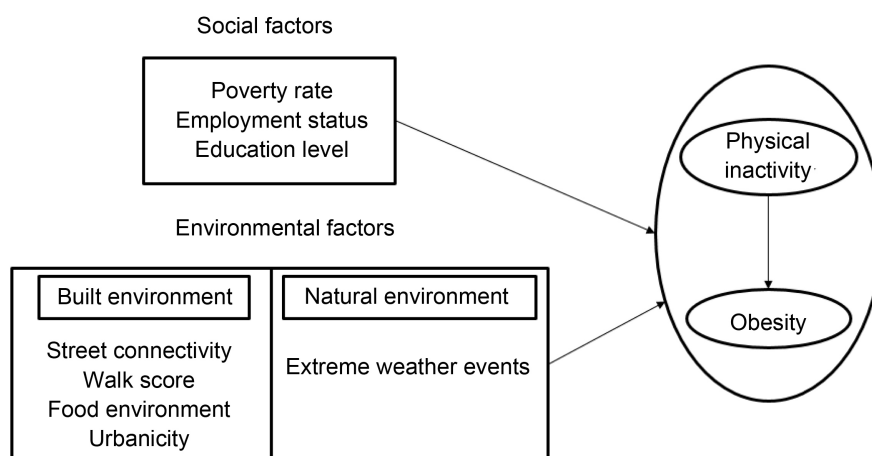 Social factors
Poverty rate
Employment status
Education level
Environmental factors
Built environment
Street connectivity
Walk score
Food environment
Urbanicity
Natural environment
Extreme weather events
Physical
inactivity
Obesity